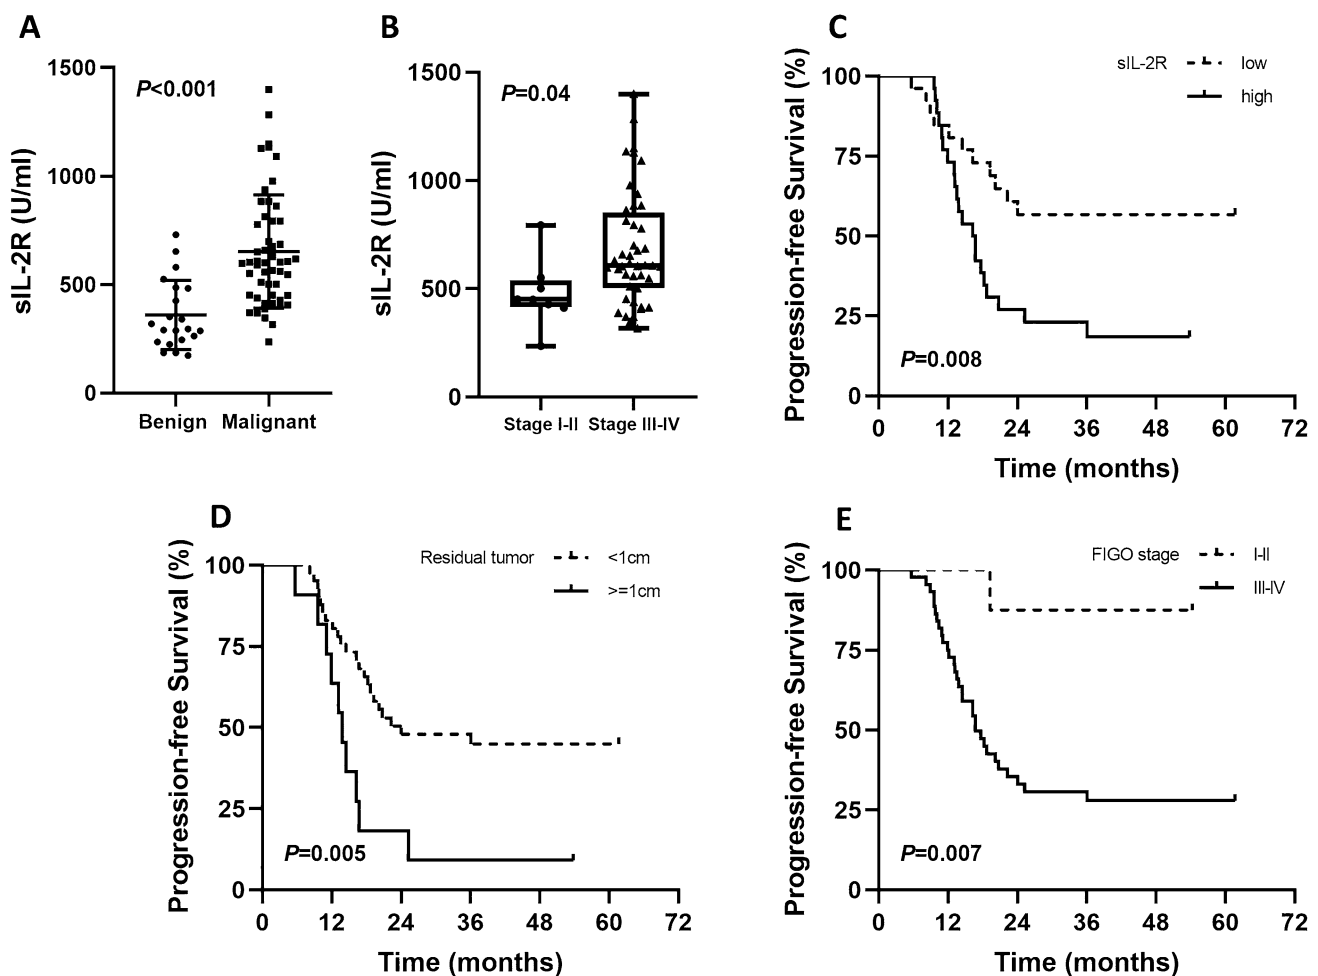 A
1500
1000
500
0
sIL-2R (U/ml)
P<0.001
Benign Malignant
B
1500
1000
500
0
sIL-2R (U/ml)
P=0.04
Stage I-II Stage III-IV
C
Progression-free Survival (%)
100
75
50
25
0
sIL-2R low
high
P=0.008
0 12 24 36 48 60 72
Time (months)
D
Progression-free Survival (%)
100
75
50
25
0
Residual tumor <1cm
>=1cm
P=0.005
0 12 24 36 48 60 72
Time (months)
E
Progression-free Survival (%)
100
75
50
25
0
FIGO stage I-II
III-IV
P=0.007
0 12 24 36 48 60 72
Time (months)